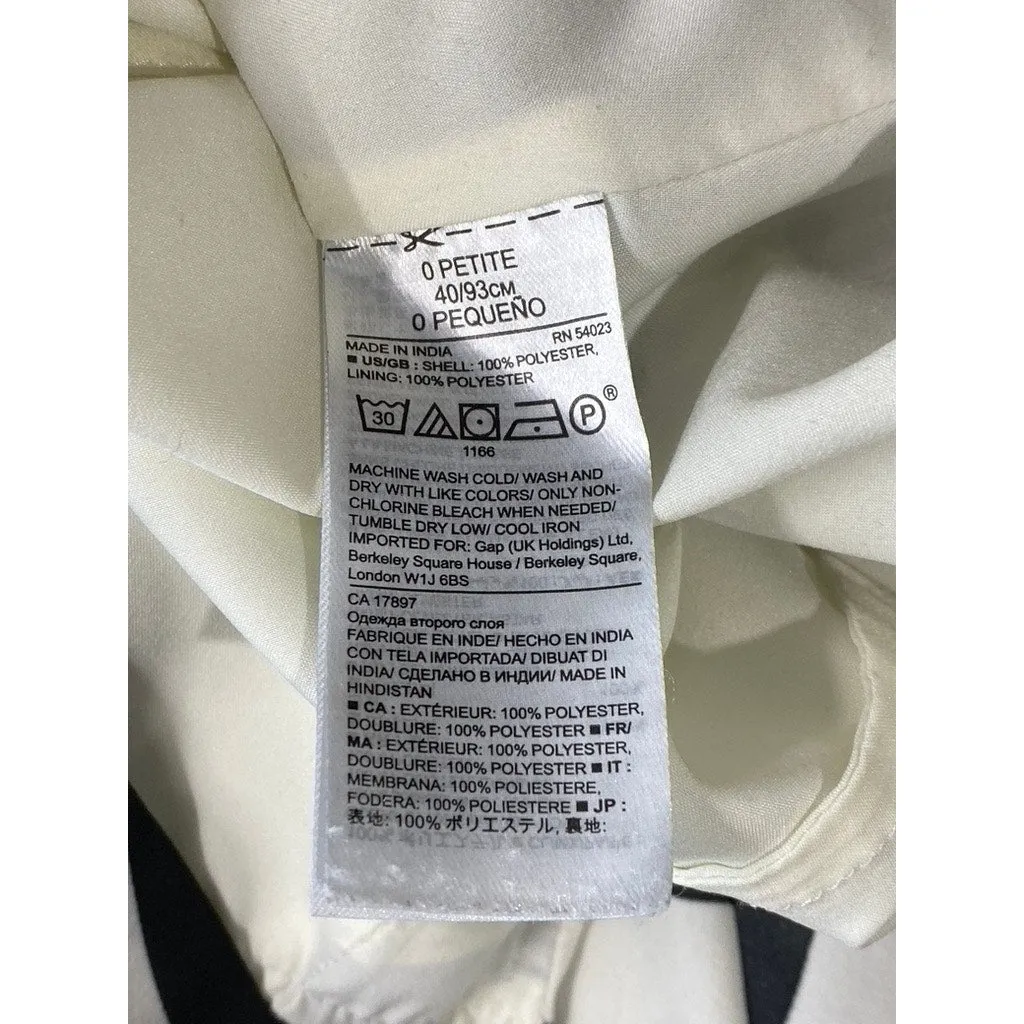 0 PETITE
40/93CM
0 PEQUEÑO
RN 54023
MADE IN INDIA
■ US/GB : SHELL: 100% POLYESTER,
LINING: 100% POLYESTER
30 P®
1166
MACHINE WASH COLD/ WASH AND
DRY WITH LIKE COLORS/ ONLY NON-
CHLORINE BLEACH WHEN NEEDED/
TUMBLE DRY LOW/ COOL IRON
IMPORTED FOR: Gap (UK Holdings) Ltd,
Berkeley Square House / Berkeley Square,
London W1J 6BS
CA 17897
Одежда второго слоя
FABRIQUE EN INDE/ HECHO EN INDIA
CON TELA IMPORTADA/ DIBUAT DI
INDIA/ СДЕЛАНО В ИНДИИ/ MADE IN
HINDISTAN
■ CA : EXTÉRIEUR: 100% POLYESTER,
DOUBLURE: 100% POLYESTER ■ FR/
MA : EXTÉRIEUR: 100% POLYESTER,
DOUBLURE: 100% POLYESTER ■ IT :
MEMBRANA: 100% POLIESTERE,
FODERA: 100% POLIESTERE ■ JP :
表地: 100% ポリエステル, 裏地: